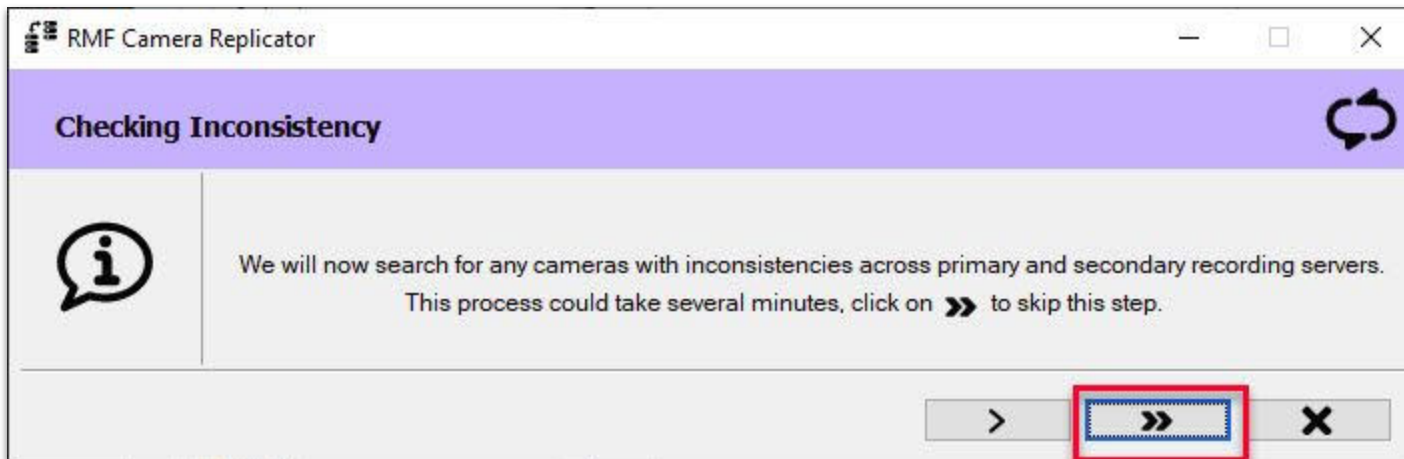 RMF Camera Replicator
Checking Inconsistency
We will now search for any cameras with inconsistencies across primary and secondary recording servers.
This process could take several minutes, click on » to skip this step.
> » ✖